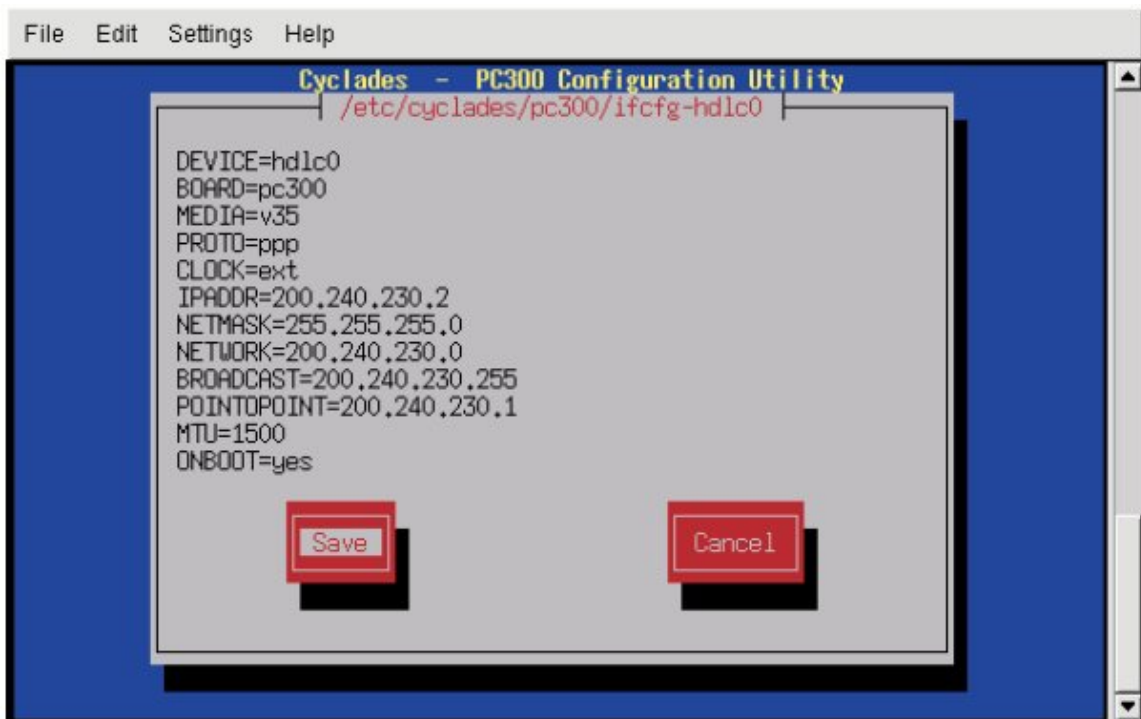 File Edit Settings Help
Cyclades - PC300 Configuration Utility
/etc/cyclades/pc300/ifcfg-hdlc0
DEVICE=hdlc0
BOARD=pc300
MEDIA=v35
PROTO=ppp
CLOCK=ext
IPADDR=200.240.230.2
NETMASK=255.255.255.0
NETWORK=200.240.230.0
BROADCAST=200.240.230.255
POINTOPOINT=200.240.230.1
MTU=1500
ONBOOT=yes
Save Cancel